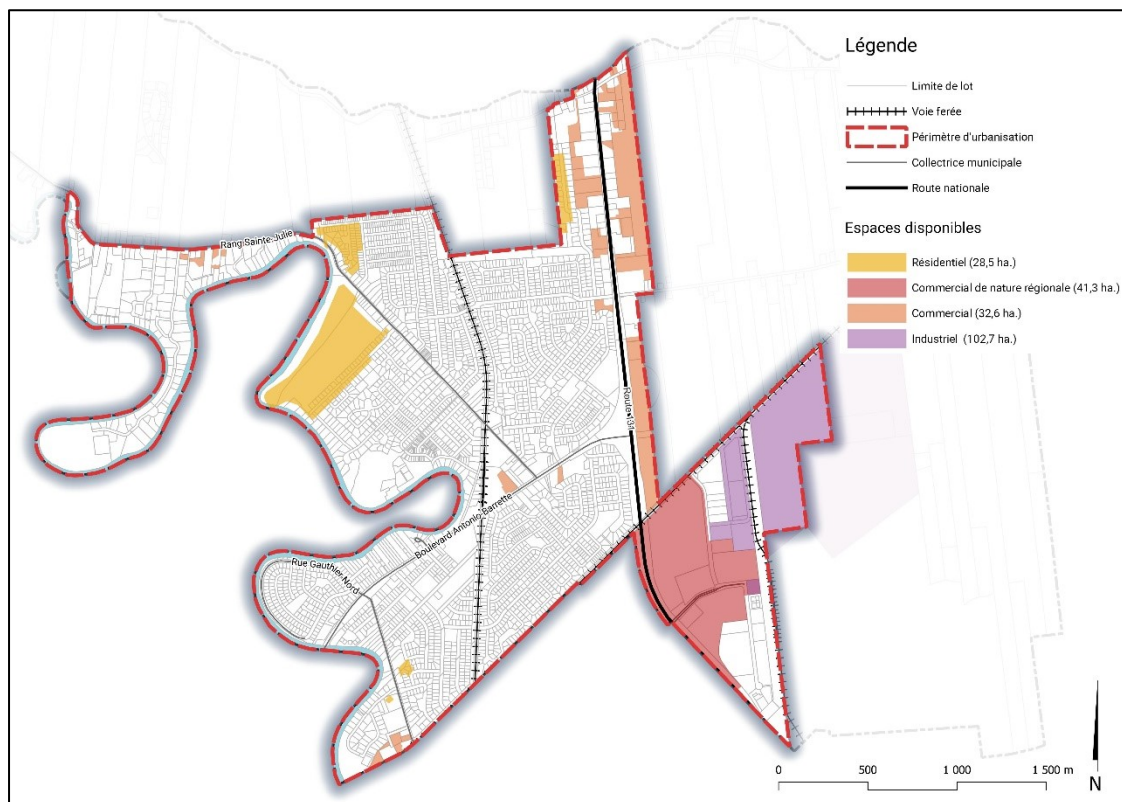 Légende
Limite de lot
Voie ferée
Périmètre d'urbanisation
Collectrice municipale
Route nationale
Espaces disponibles
Résidentiel (28,5 ha.)
Commercial de nature régionale (41,3 ha.)
Commercial (32,6 ha.)
Industriel (102,7 ha.)
Rang Sainte-Julie
Route 131
Boulevard Antonio-Barrette
Rue Gauthier Nord
0 500 1 000 1 500 m
N